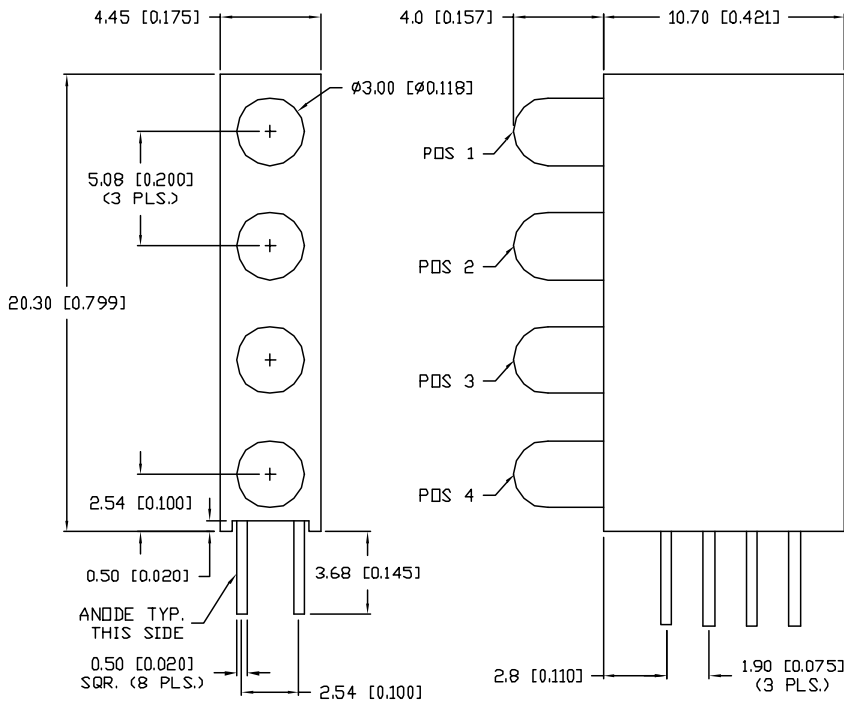 4.45 [0.175]
4.0 [0.157]
10.70 [0.421]
ø3.00 [ø0.118]
POS 1
5.08 [0.200]
(3 PLS.)
POS 2
20.30 [0.799]
POS 3
2.54 [0.100]
POS 4
0.50 [0.020]
3.68 [0.145]
ANODE TYP.
THIS SIDE
0.50 [0.020]
SQR. (8 PLS.)
2.54 [0.100]
2.8 [0.110]
1.90 [0.075]
(3 PLS.)